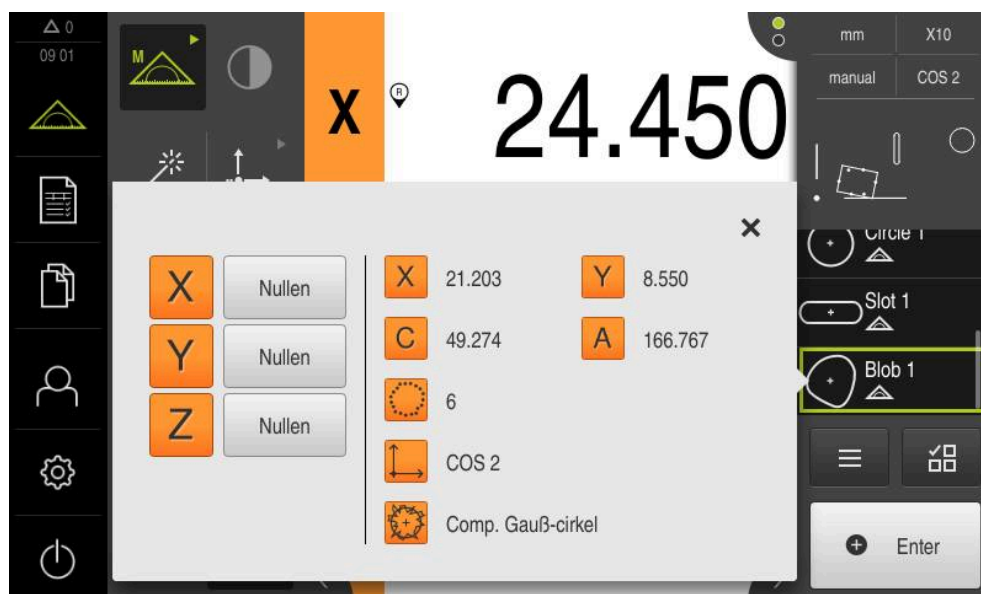 0
09 01
M
X
R
24.450
mm X10
manual COS 2
Circle 1
Slot 1
Blob 1
X Nullen
Y Nullen
Z Nullen
X 21.203 Y 8.550
C 49.274 A 166.767
6
COS 2
Comp. Gauß-cirkel
Enter